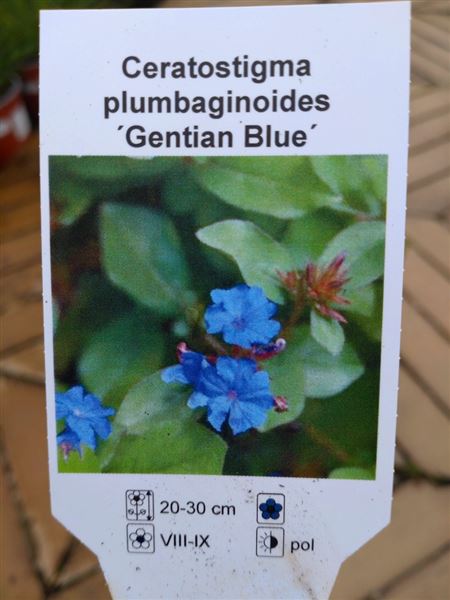 Ceratostigma
plumbaginoides
´Gentian Blue´
20-30 cm
VIII-IX
pol